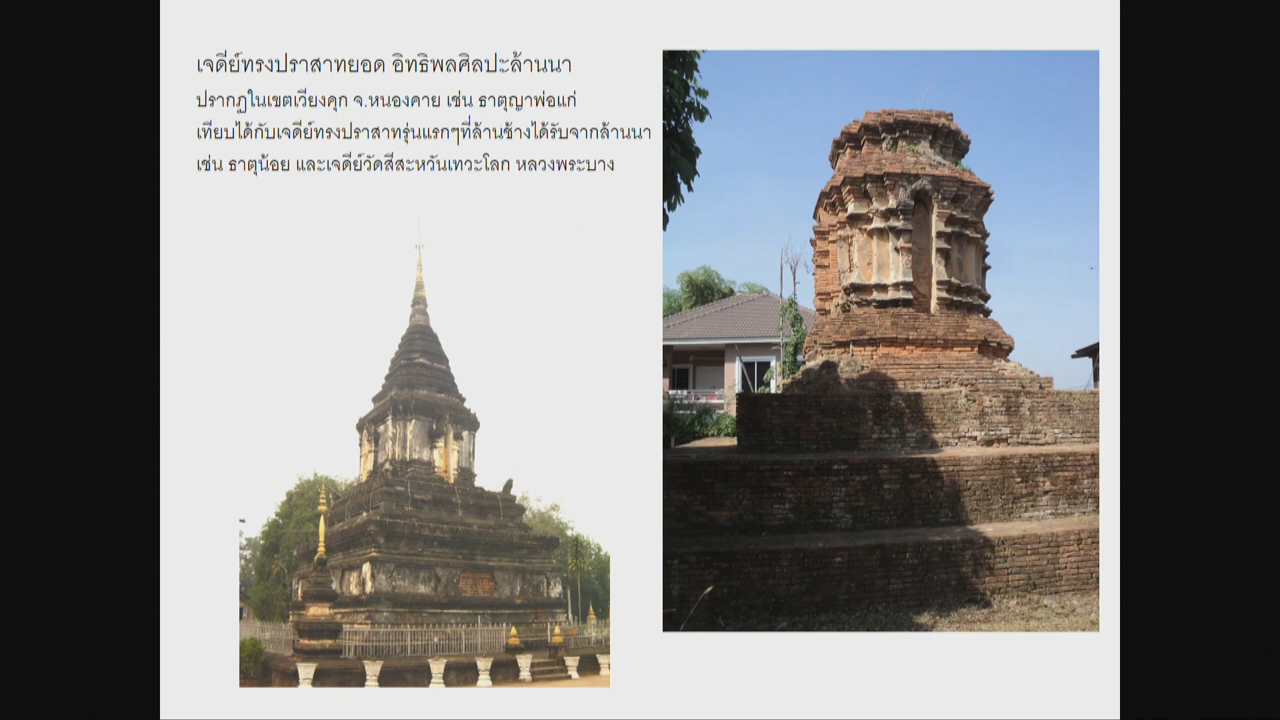 เจดีย์ทรงปราสาทยอด อิทธิพลศิลปะล้านนา
ปรากฏในเขตเวียงคุก จ.หนองคาย เช่น ธาตุญาพ่อแก่
เทียบได้กับเจดีย์ทรงปราสาทรุ่นแรกๆที่ล้านช้างได้รับจากล้านนา
เช่น ธาตุน้อย และเจดีย์วัดสีสะหวันเทวะโลก หลวงพระบาง